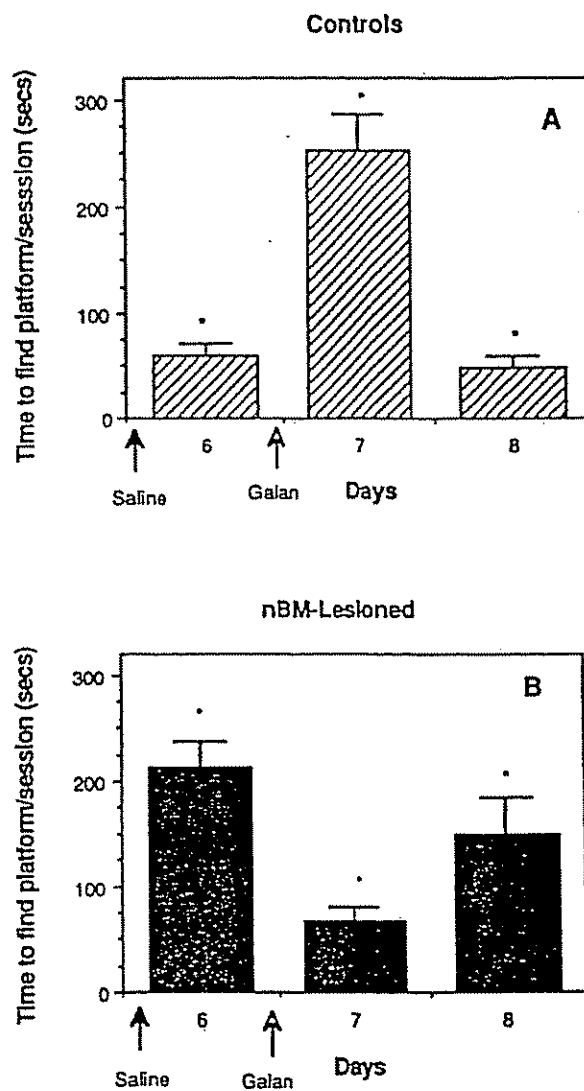 Controls
Time to find platform/sesssion (secs)
A
300
200
100
0
6
7
8
Saline
Galan
Days
nBM-Lesioned
Time to find platform/session (secs)
B
300
200
100
0
6
7
8
Saline
Galan
Days